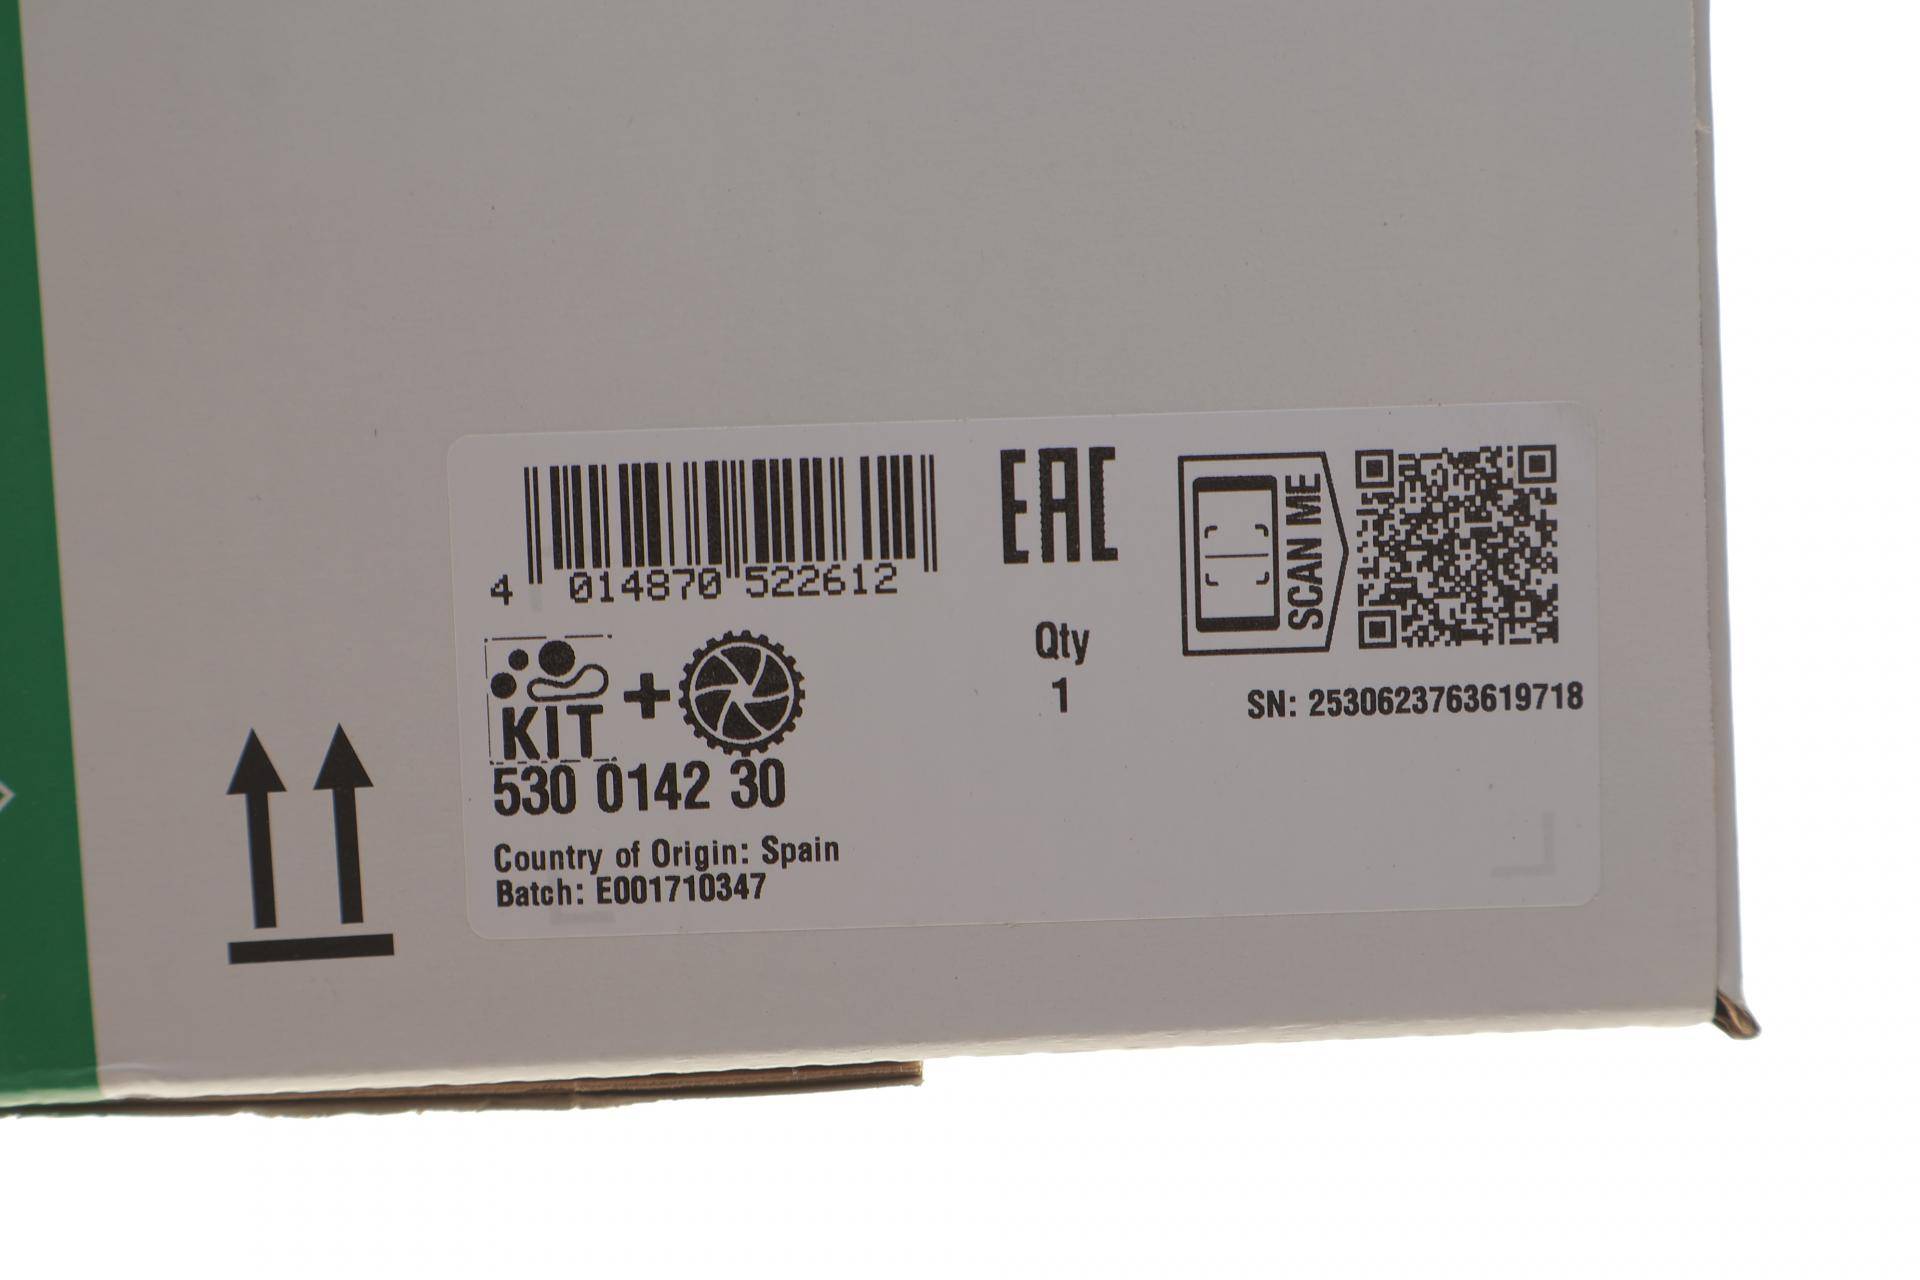 4 014870 522612
EAC
SCAN ME
Qty
1
SN: 2530623763619718
KIT +
530 0142 30
Country of Origin: Spain
Batch: E001710347